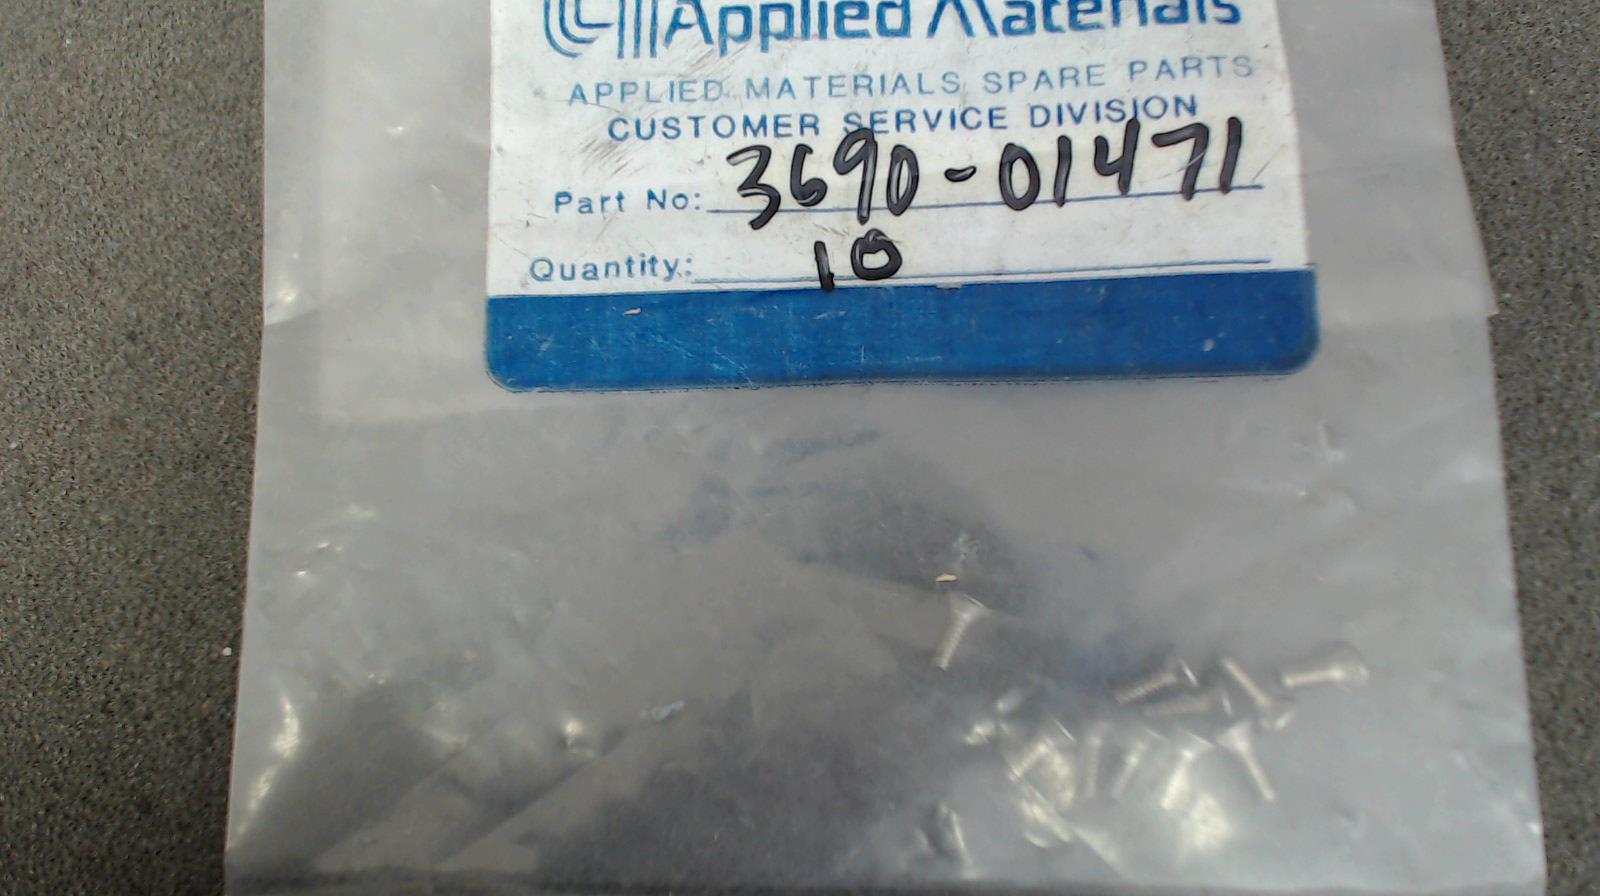 Applied Materials
APPLIED MATERIALS SPARE PARTS
CUSTOMER SERVICE DIVISION
Part No: 3690-01471
Quantity: 10